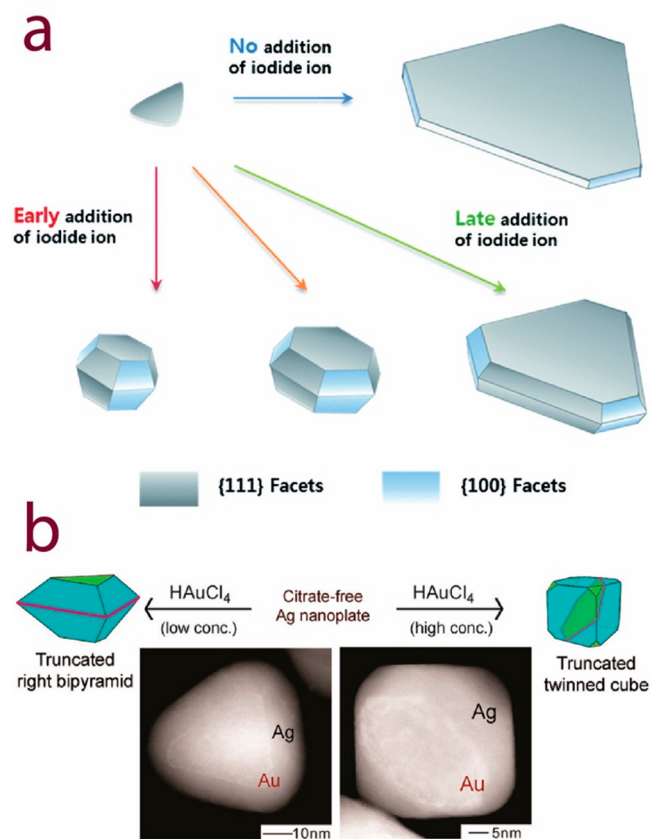 a
No addition
of iodide ion
Early addition
of iodide ion
Late addition
of iodide ion
{111} Facets
{100} Facets
b
HAuCl₄
(low conc.)
Citrate-free
Ag nanoplate
HAuCl₄
(high conc.)
Truncated
right bipyramid
Truncated
twinned cube
Ag
Au
10nm
Ag
Au
5nm